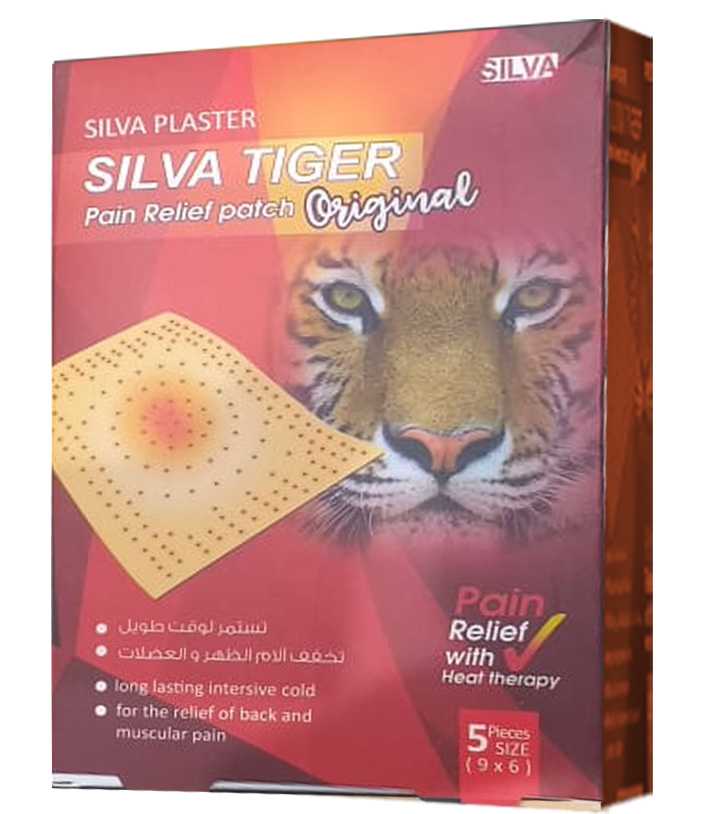 SILVA
SILVA PLASTER
SILVA TIGER
Pain Relief patch Original
تستمر لوقت طويل
تخفف الام الظهر و العضلات
long lasting intersive cold
for the relief of back and
muscular pain
Pain
Relief
with
Heat therapy
5 Pieces
SIZE
( 9 x 6 )